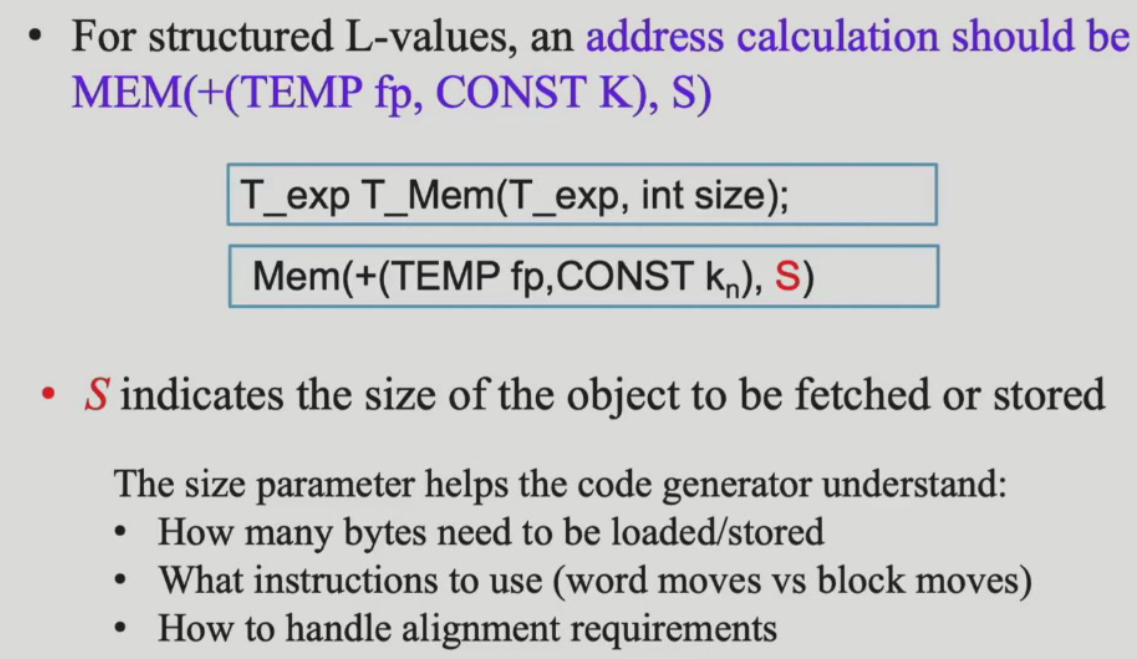 • For structured L-values, an address calculation should be
MEM(+(TEMP fp, CONST K), S)
T_exp T_Mem(T_exp, int size);
Mem(+(TEMP fp,CONST kn), S)
• S indicates the size of the object to be fetched or stored
The size parameter helps the code generator understand:
• How many bytes need to be loaded/stored
• What instructions to use (word moves vs block moves)
• How to handle alignment requirements